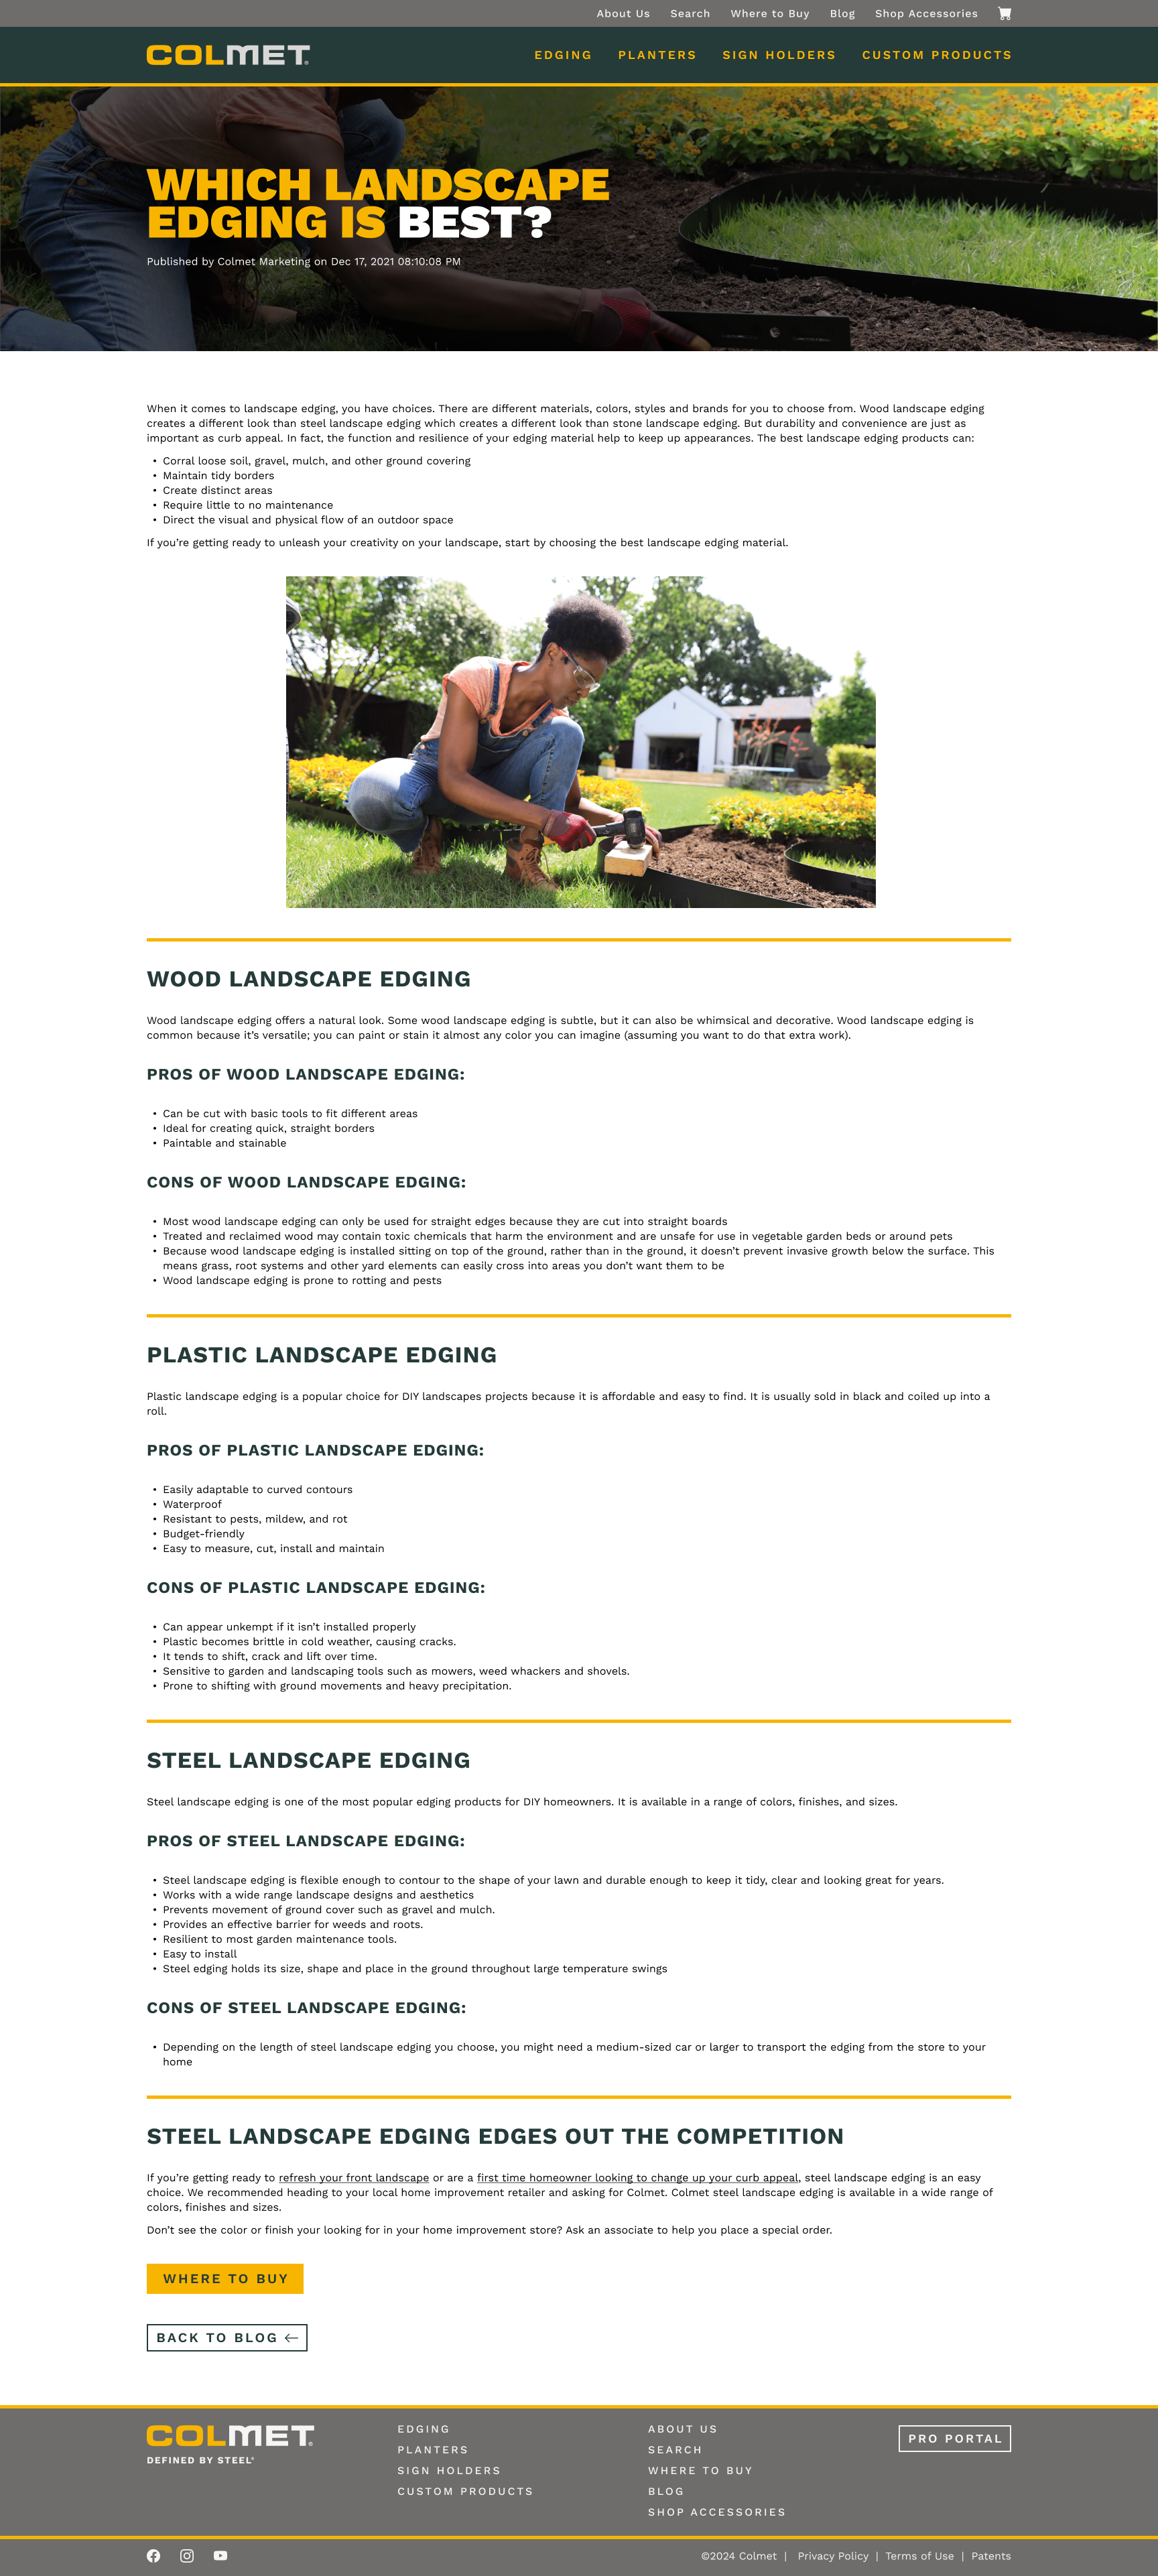 About Us Search Where to Buy Blog Shop Accessories
COLMET®
EDGING PLANTERS SIGN HOLDERS CUSTOM PRODUCTS
WHICH LANDSCAPE
EDGING IS BEST?
Published by Colmet Marketing on Dec 17, 2021 08:10:08 PM
When it comes to landscape edging, you have choices. There are different materials, colors, styles and brands for you to choose from. Wood landscape edging
creates a different look than steel landscape edging which creates a different look than stone landscape edging. But durability and convenience are just as
important as curb appeal. In fact, the function and resilience of your edging material help to keep up appearances. The best landscape edging products can:
• Corral loose soil, gravel, mulch, and other ground covering
• Maintain tidy borders
• Create distinct areas
• Require little to no maintenance
• Direct the visual and physical flow of an outdoor space
If you’re getting ready to unleash your creativity on your landscape, start by choosing the best landscape edging material.
WOOD LANDSCAPE EDGING
Wood landscape edging offers a natural look. Some wood landscape edging is subtle, but it can also be whimsical and decorative. Wood landscape edging is
common because it’s versatile; you can paint or stain it almost any color you can imagine (assuming you want to do that extra work).
PROS OF WOOD LANDSCAPE EDGING:
• Can be cut with basic tools to fit different areas
• Ideal for creating quick, straight borders
• Paintable and stainable
CONS OF WOOD LANDSCAPE EDGING:
• Most wood landscape edging can only be used for straight edges because they are cut into straight boards
• Treated and reclaimed wood may contain toxic chemicals that harm the environment and are unsafe for use in vegetable garden beds or around pets
• Because wood landscape edging is installed sitting on top of the ground, rather than in the ground, it doesn’t prevent invasive growth below the surface. This
means grass, root systems and other yard elements can easily cross into areas you don’t want them to be
• Wood landscape edging is prone to rotting and pests
PLASTIC LANDSCAPE EDGING
Plastic landscape edging is a popular choice for DIY landscapes projects because it is affordable and easy to find. It is usually sold in black and coiled up into a
roll.
PROS OF PLASTIC LANDSCAPE EDGING:
• Easily adaptable to curved contours
• Waterproof
• Resistant to pests, mildew, and rot
• Budget-friendly
• Easy to measure, cut, install and maintain
CONS OF PLASTIC LANDSCAPE EDGING:
• Can appear unkempt if it isn’t installed properly
• Plastic becomes brittle in cold weather, causing cracks.
• It tends to shift, crack and lift over time.
• Sensitive to garden and landscaping tools such as mowers, weed whackers and shovels.
• Prone to shifting with ground movements and heavy precipitation.
STEEL LANDSCAPE EDGING
Steel landscape edging is one of the most popular edging products for DIY homeowners. It is available in a range of colors, finishes, and sizes.
PROS OF STEEL LANDSCAPE EDGING:
• Steel landscape edging is flexible enough to contour to the shape of your lawn and durable enough to keep it tidy, clear and looking great for years.
• Works with a wide range landscape designs and aesthetics
• Prevents movement of ground cover such as gravel and mulch.
• Provides an effective barrier for weeds and roots.
• Resilient to most garden maintenance tools.
• Easy to install
• Steel edging holds its size, shape and place in the ground throughout large temperature swings
CONS OF STEEL LANDSCAPE EDGING:
• Depending on the length of steel landscape edging you choose, you might need a medium-sized car or larger to transport the edging from the store to your
home
STEEL LANDSCAPE EDGING EDGES OUT THE COMPETITION
If you’re getting ready to refresh your front landscape or are a first time homeowner looking to change up your curb appeal, steel landscape edging is an easy
choice. We recommended heading to your local home improvement retailer and asking for Colmet. Colmet steel landscape edging is available in a wide range of
colors, finishes and sizes.
Don’t see the color or finish your looking for in your home improvement store? Ask an associate to help you place a special order.
WHERE TO BUY
BACK TO BLOG ←
COLMET®
DEFINED BY STEEL®
EDGING
PLANTERS
SIGN HOLDERS
CUSTOM PRODUCTS
ABOUT US
SEARCH
WHERE TO BUY
BLOG
SHOP ACCESSORIES
PRO PORTAL
©2024 Colmet | Privacy Policy | Terms of Use | Patents